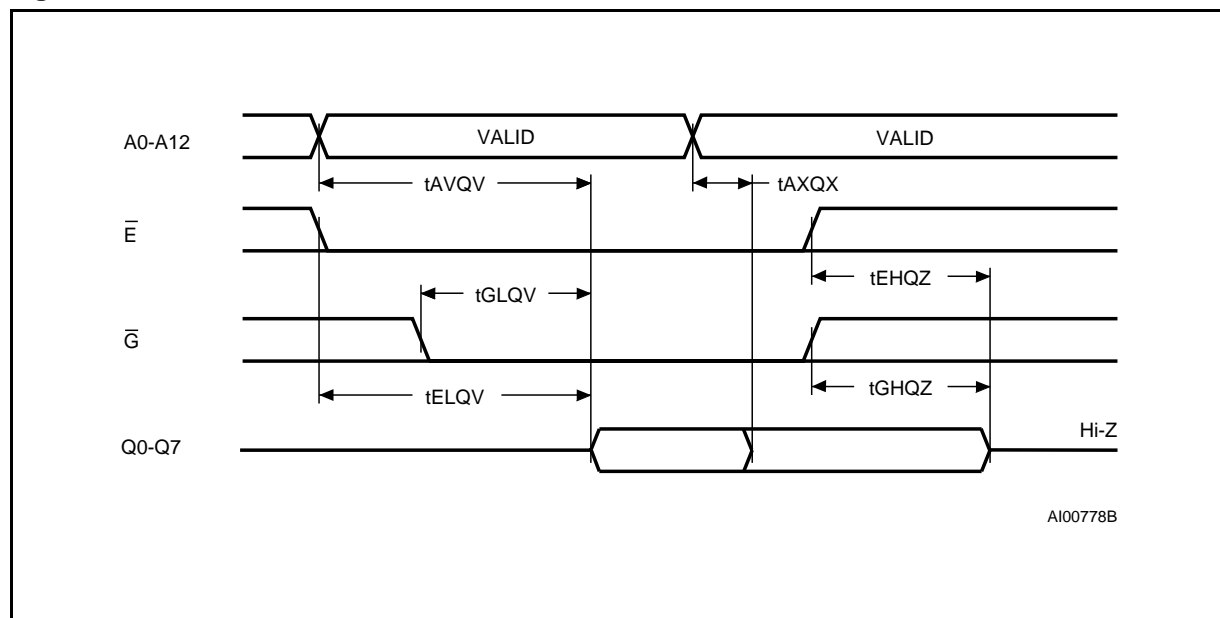 A0-A12
VALID
VALID
tAVQV
tAXQX
E̅
tGLQV
tEHQZ
G̅
tELQV
tGHQZ
Q0-Q7
Hi-Z
AI00778B